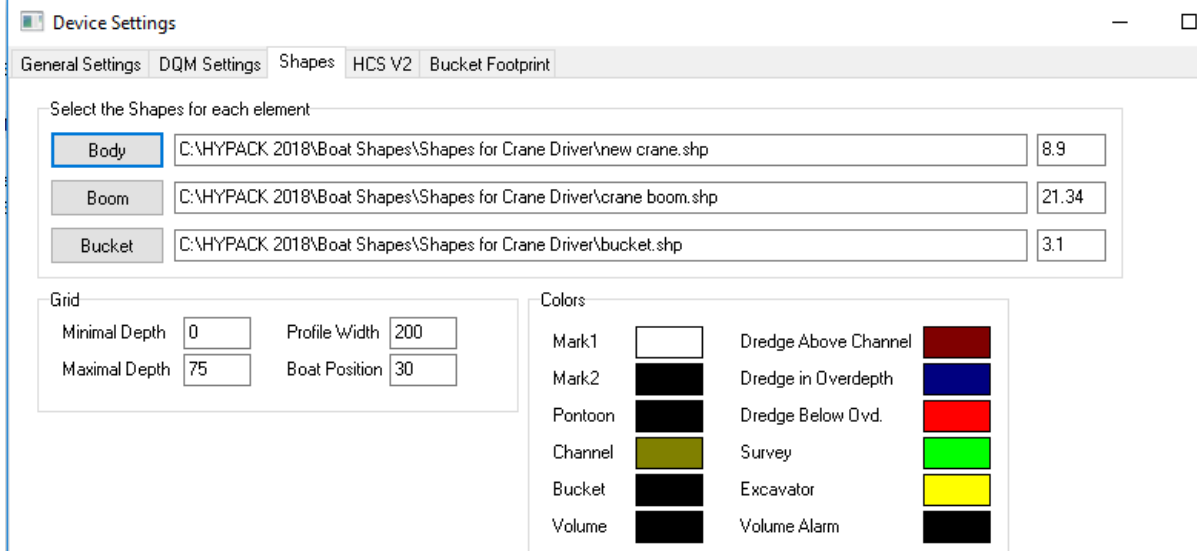 Device Settings
General Settings DQM Settings Shapes HCS V2 Bucket Footprint
Select the Shapes for each element
Body C:\HYPACK 2018\Boat Shapes\Shapes for Crane Driver\new crane.shp 8.9
Boom C:\HYPACK 2018\Boat Shapes\Shapes for Crane Driver\crane boom.shp 21.34
Bucket C:\HYPACK 2018\Boat Shapes\Shapes for Crane Driver\bucket.shp 3.1
Grid
Minimal Depth 0 Profile Width 200
Maximal Depth 75 Boat Position 30
Colors
Mark1 Dredge Above Channel
Mark2 Dredge in Overdepth
Pontoon Dredge Below Ovd.
Channel Survey
Bucket Excavator
Volume Volume Alarm